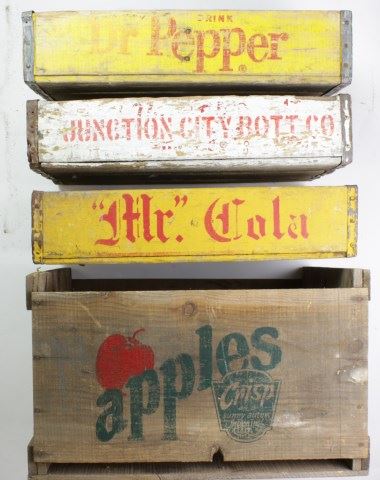 DRINK
Dr Pepper
JUNCTION CITY BOTT. CO
"Mr." Cola
apples
Crisp